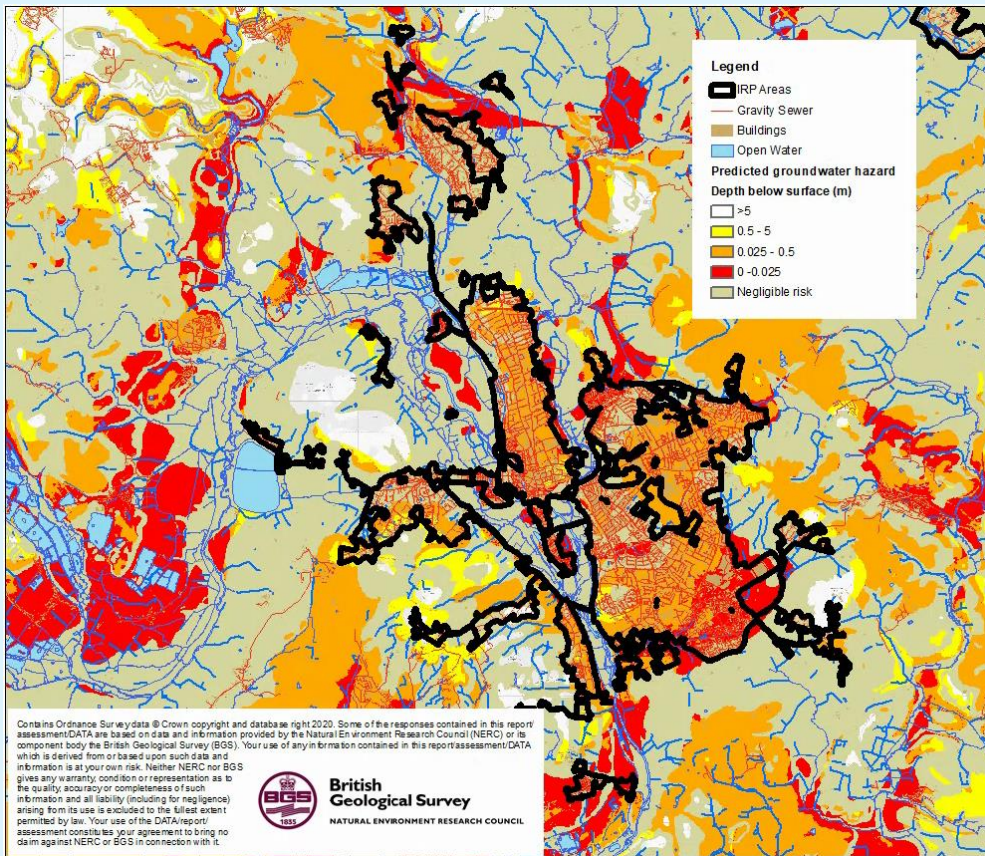 Legend
IRP Areas
Gravity Sewer
Buildings
Open Water
Predicted groundwater hazard
Depth below surface (m)
>5
0.5 - 5
0.025 - 0.5
0 -0.025
Negligible risk
Contains Ordnance Survey data © Crown copyright and database right 2020. Some of the responses contained in this report/
assessment/DATA are based on data and information provided by the Natural Environment Research Council (NERC) or its
component body the British Geological Survey (BGS). Your use of any information contained in this report/assessment/DATA
which is derived from or based upon such data and
information is at your own risk. Neither NERC nor BGS
gives any warranty, condition or representation as to
the quality, accuracy or completeness of such
information and all liability (including for negligence)
arising from its use is excluded to the fullest extent
permitted by law. Your use of the DATA/report/
assessment constitutes your agreement to bring no
claim against NERC or BGS in connection with it.
BGS
1835
British
Geological Survey
NATURAL ENVIRONMENT RESEARCH COUNCIL